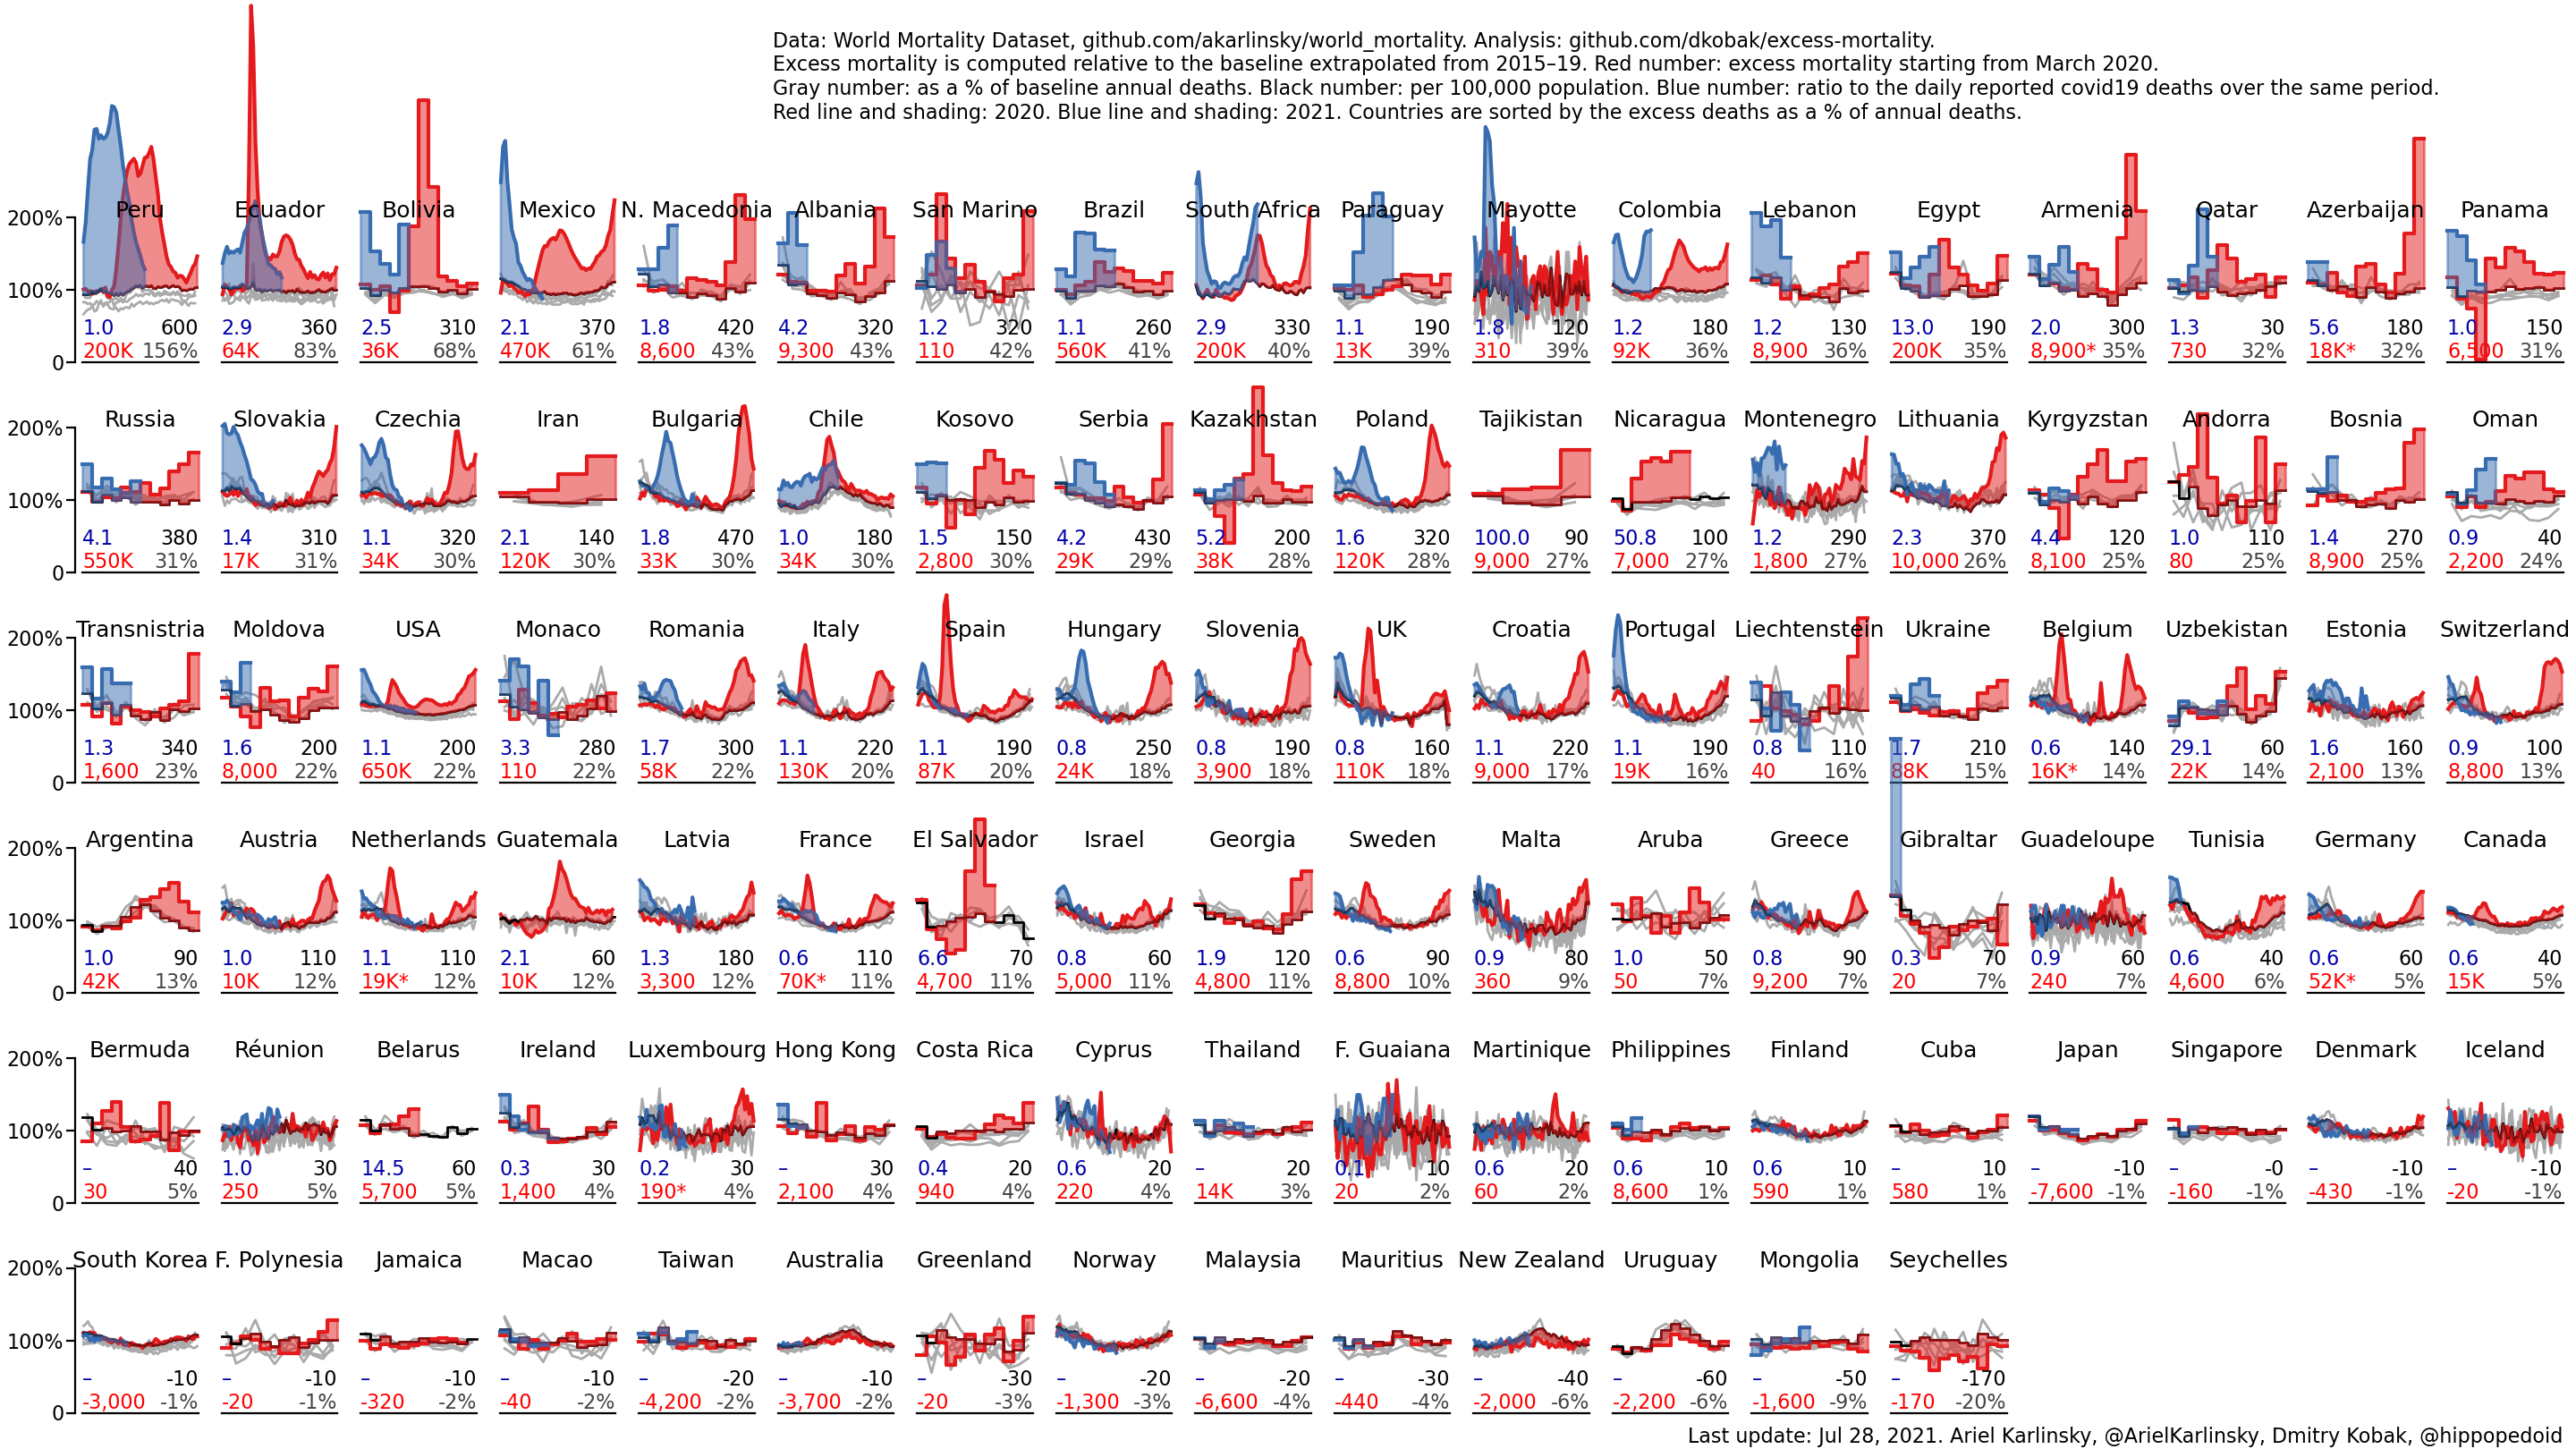 Data: World Mortality Dataset, github.com/akarlinsky/world_mortality. Analysis: github.com/dkobak/excess-mortality.
Excess mortality is computed relative to the baseline extrapolated from 2015–19. Red number: excess mortality starting from March 2020.
Gray number: as a % of baseline annual deaths. Black number: per 100,000 population. Blue number: ratio to the daily reported covid19 deaths over the same period.
Red line and shading: 2020. Blue line and shading: 2021. Countries are sorted by the excess deaths as a % of annual deaths.
200% Peru Ecuador Bolivia Mexico N. Macedonia Albania San Marino Brazil South Africa Paraguay Mayotte Colombia Lebanon Egypt Armenia Qatar Azerbaijan Panama
100%
1.0 600 2.9 360 2.5 310 2.1 370 1.8 420 4.2 320 1.2 320 1.1 260 2.9 330 1.1 190 1.8 120 1.2 180 1.2 130 13.0 190 2.0 300 1.3 30 5.6 180 1.0 150
200K 156% 64K 83% 36K 68% 470K 61% 8,600 43% 9,300 43% 110 42% 560K 41% 200K 40% 13K 39% 310 39% 92K 36% 8,900 36% 200K 35% 8,900* 35% 730 32% 18K* 32% 6,500 31%
0
200% Russia Slovakia Czechia Iran Bulgaria Chile Kosovo Serbia Kazakhstan Poland Tajikistan Nicaragua Montenegro Lithuania Kyrgyzstan Andorra Bosnia Oman
100%
4.1 380 1.4 310 1.1 320 2.1 140 1.8 470 1.0 180 1.5 150 4.2 430 5.2 200 1.6 320 100.0 90 50.8 100 1.2 290 2.3 370 4.4 120 1.0 110 1.4 270 0.9 40
550K 31% 17K 31% 34K 30% 120K 30% 33K 30% 34K 30% 2,800 30% 29K 29% 38K 28% 120K 28% 9,000 27% 7,000 27% 1,800 27% 10,000 26% 8,100 25% 80 25% 8,900 25% 2,200 24%
0
200% Transnistria Moldova USA Monaco Romania Italy Spain Hungary Slovenia UK Croatia Portugal Liechtenstein Ukraine Belgium Uzbekistan Estonia Switzerland
100%
1.3 340 1.6 200 1.1 200 3.3 280 1.7 300 1.1 220 1.1 190 0.8 250 0.8 190 0.8 160 1.1 220 1.1 190 0.8 110 1.7 210 0.6 140 29.1 60 1.6 160 0.9 100
1,600 23% 8,000 22% 650K 22% 110 22% 58K 22% 130K 20% 87K 20% 24K 18% 3,900 18% 110K 18% 9,000 17% 19K 16% 40 16% 88K 15% 16K* 14% 22K 14% 2,100 13% 8,800 13%
0
200% Argentina Austria Netherlands Guatemala Latvia France El Salvador Israel Georgia Sweden Malta Aruba Greece Gibraltar Guadeloupe Tunisia Germany Canada
100%
1.0 90 1.0 110 1.1 110 2.1 60 1.3 180 0.6 110 6.6 70 0.8 60 1.9 120 0.6 90 0.9 80 1.0 50 0.8 90 0.3 70 0.9 60 0.6 40 0.6 60 0.6 40
42K 13% 10K 12% 19K* 12% 10K 12% 3,300 12% 70K* 11% 4,700 11% 5,000 11% 4,800 11% 8,800 10% 360 9% 50 7% 9,200 7% 20 7% 240 7% 4,600 6% 52K* 5% 15K 5%
0
200% Bermuda Réunion Belarus Ireland Luxembourg Hong Kong Costa Rica Cyprus Thailand F. Guaiana Martinique Philippines Finland Cuba Japan Singapore Denmark Iceland
100%
– 40 1.0 30 14.5 60 0.3 30 0.2 30 – 30 0.4 20 0.6 20 – 20 0.1 10 0.6 20 0.6 10 0.6 10 – 10 – -10 – -0 – -10 – -10
30 5% 250 5% 5,700 5% 1,400 4% 190* 4% 2,100 4% 940 4% 220 4% 14K 3% 20 2% 60 2% 8,600 1% 590 1% 580 1% -7,600 -1% -160 -1% -430 -1% -20 -1%
0
200% South Korea F. Polynesia Jamaica Macao Taiwan Australia Greenland Norway Malaysia Mauritius New Zealand Uruguay Mongolia Seychelles
100%
– -10 – -10 – -10 – -10 – -20 – -10 – -30 – -20 – -20 – -30 – -40 – -60 – -50 – -170
-3,000 -1% -20 -1% -320 -2% -40 -2% -4,200 -2% -3,700 -2% -20 -3% -1,300 -3% -6,600 -4% -440 -4% -2,000 -6% -2,200 -6% -1,600 -9% -170 -20%
0
Last update: Jul 28, 2021. Ariel Karlinsky, @ArielKarlinsky, Dmitry Kobak, @hippopedoid